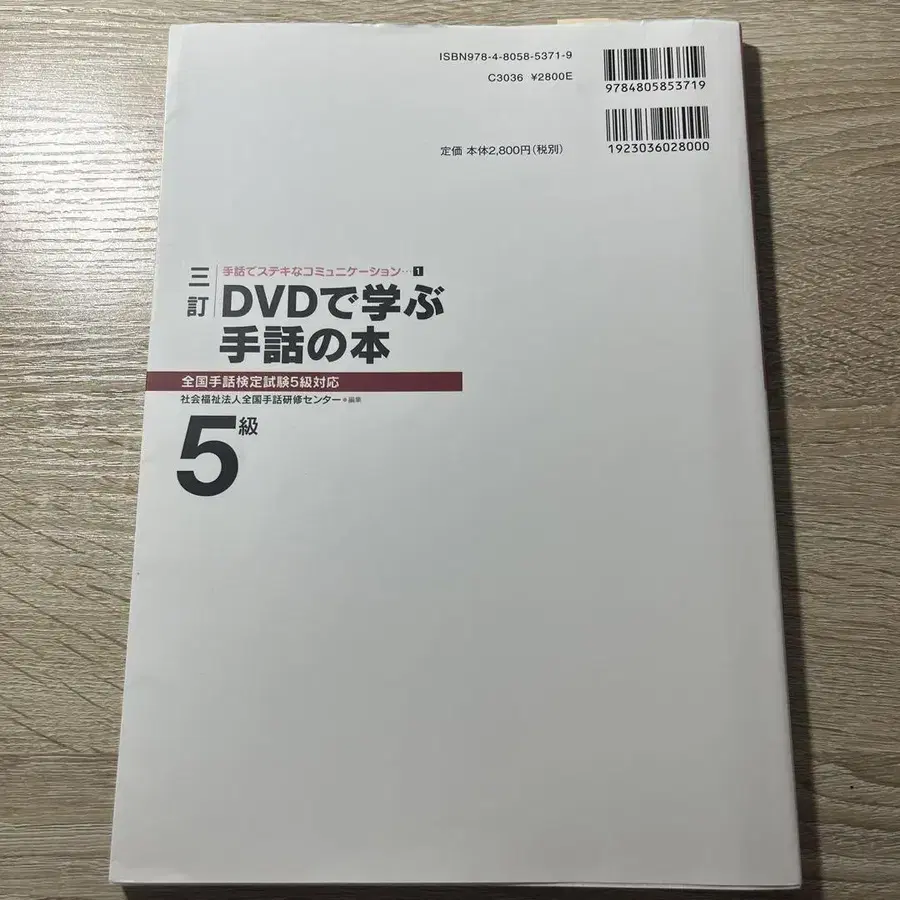 ISBN978-4-8058-5371-9
C3036 ¥2800E
9784805853719
定価 本体2,800円(税別)
1923036028000
三訂
手話でステキなコミュニケーション…1
DVDで学ぶ
手話の本
全国手話検定試験5級対応
社会福祉法人全国手話研修センター●編集
5級